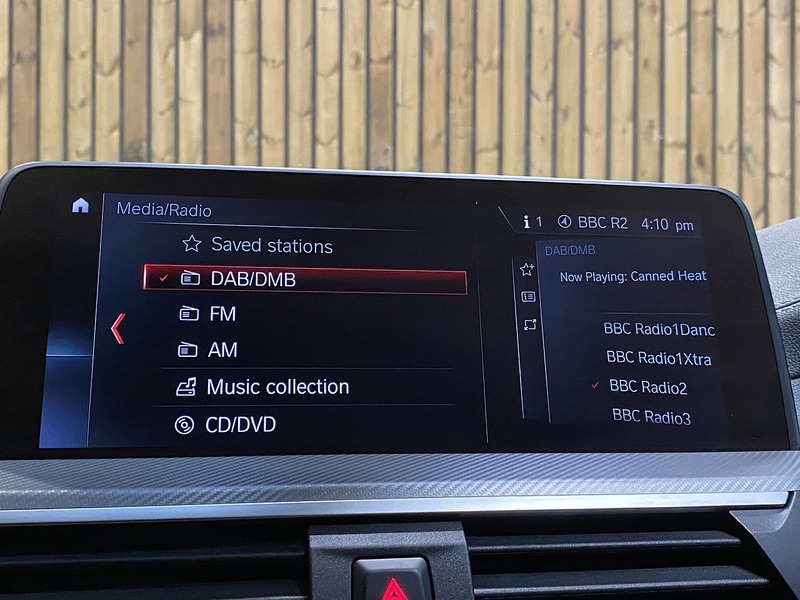 Media/Radio
i 1 BBC R2 4:10 pm
Saved stations
DAB/DMB
FM
AM
Music collection
CD/DVD
DAB/DMB
Now Playing: Canned Heat
BBC Radio1Danc
BBC Radio1Xtra
BBC Radio2
BBC Radio3